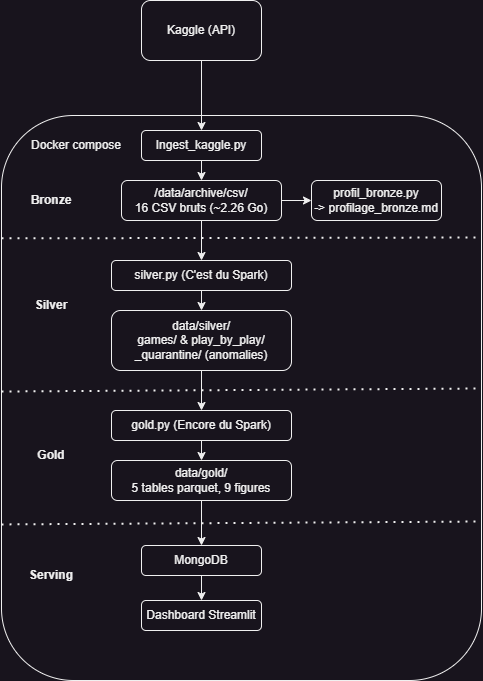 Kaggle (API)
Docker compose
Ingest_kaggle.py
Bronze
/data/archive/csv/
16 CSV bruts (~2.26 Go)
profil_bronze.py
-> profilage_bronze.md
silver.py (C'est du Spark)
Silver
data/silver/
games/ & play_by_play/
_quarantine/ (anomalies)
gold.py (Encore du Spark)
Gold
data/gold/
5 tables parquet, 9 figures
MongoDB
Serving
Dashboard Streamlit